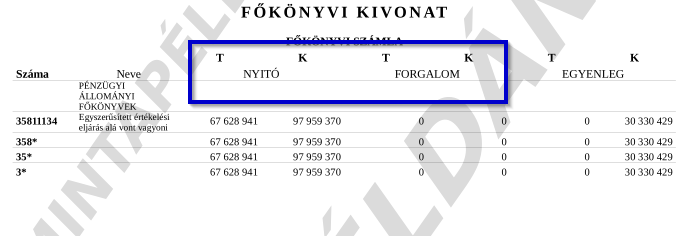 FŐKÖNYVI KIVONAT
FŐKÖNYVI SZÁMLA
T K T K T K
Száma Neve NYITÓ FORGALOM EGYENLEG
PÉNZÜGYI
ÁLLOMÁNYI
FŐKÖNYVEK
35811134 Egyszerűsített értékelési 67 628 941 97 959 370 0 0 0 30 330 429
eljárás alá vont vagyoni
358* 67 628 941 97 959 370 0 0 0 30 330 429
35* 67 628 941 97 959 370 0 0 0 30 330 429
3* 67 628 941 97 959 370 0 0 0 30 330 429
MINTAPÉLDÁNY